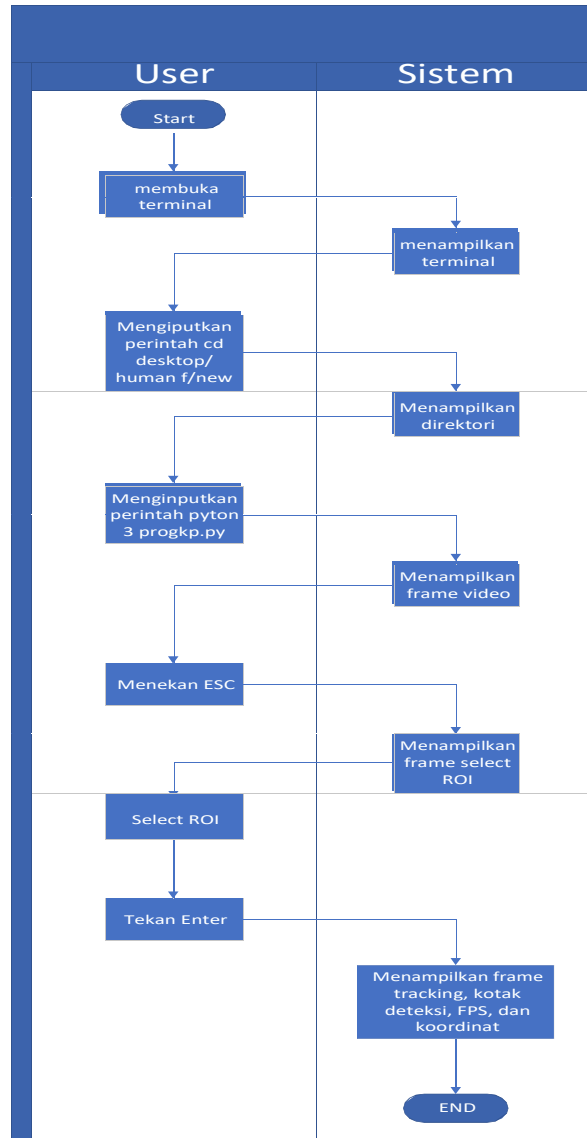 User
Sistem
Start
membuka
terminal
menampilkan
terminal
Mengiputkan
perintah cd
desktop/
human f/new
Menampilkan
direktori
Menginputkan
perintah pyton
3 progkp.py
Menampilkan
frame video
Menekan ESC
Menampilkan
frame select
ROI
Select ROI
Tekan Enter
Menampilkan frame
tracking, kotak
deteksi, FPS, dan
koordinat
END